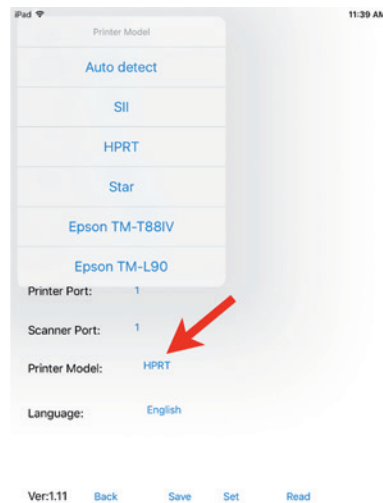 iPad 11:39 AM
Printer Model
Auto detect
SII
HPRT
Star
Epson TM-T88IV
Epson TM-L90
Printer Port: 1
Scanner Port: 1
Printer Model: HPRT
Language: English
Ver:1.11 Back Save Set Read